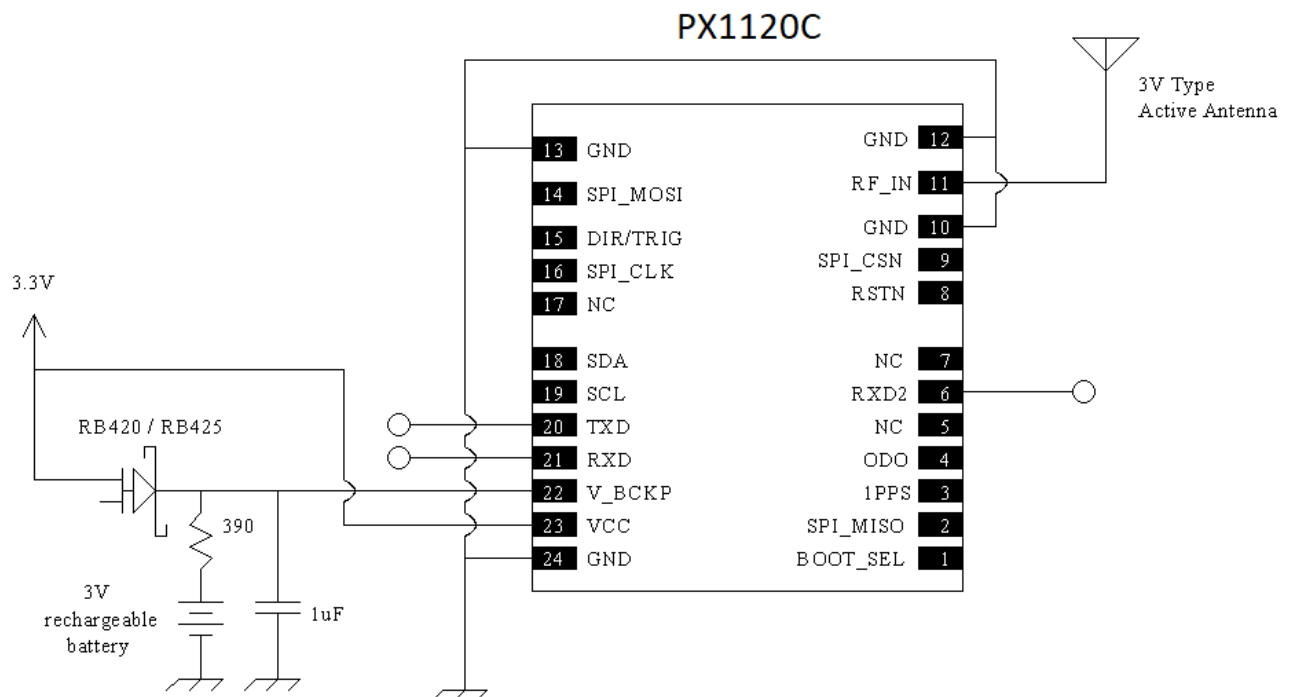 PX1120C
3V Type
Active Antenna
13 GND
14 SPI_MOSI
15 DIR/TRIG
16 SPI_CLK
17 NC
18 SDA
19 SCL
20 TXD
21 RXD
22 V_BCKP
23 VCC
24 GND
GND 12
RF_IN 11
GND 10
SPI_CSN 9
RSTN 8
NC 7
RXD2 6
NC 5
ODO 4
1PPS 3
SPI_MISO 2
BOOT_SEL 1
3.3V
RB420 / RB425
390
3V
rechargeable
battery
1uF